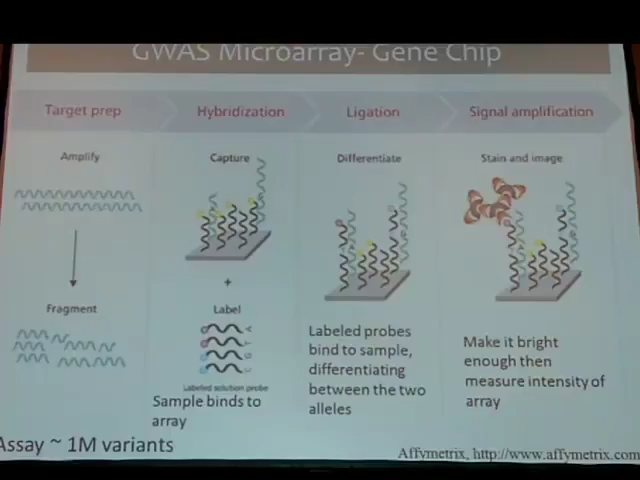 GWAS Microarray- Gene Chip
Target prep
Hybridization
Ligation
Signal amplification
Amplify
Capture
Differentiate
Stain and image
+
Fragment
Label
Labeled solution probe
Sample binds to
array
Labeled probes
bind to sample,
differentiating
between the two
alleles
Make it bright
enough then
measure intensity of
array
Assay ~ 1M variants
Affymetrix, http://www.affymetrix.com